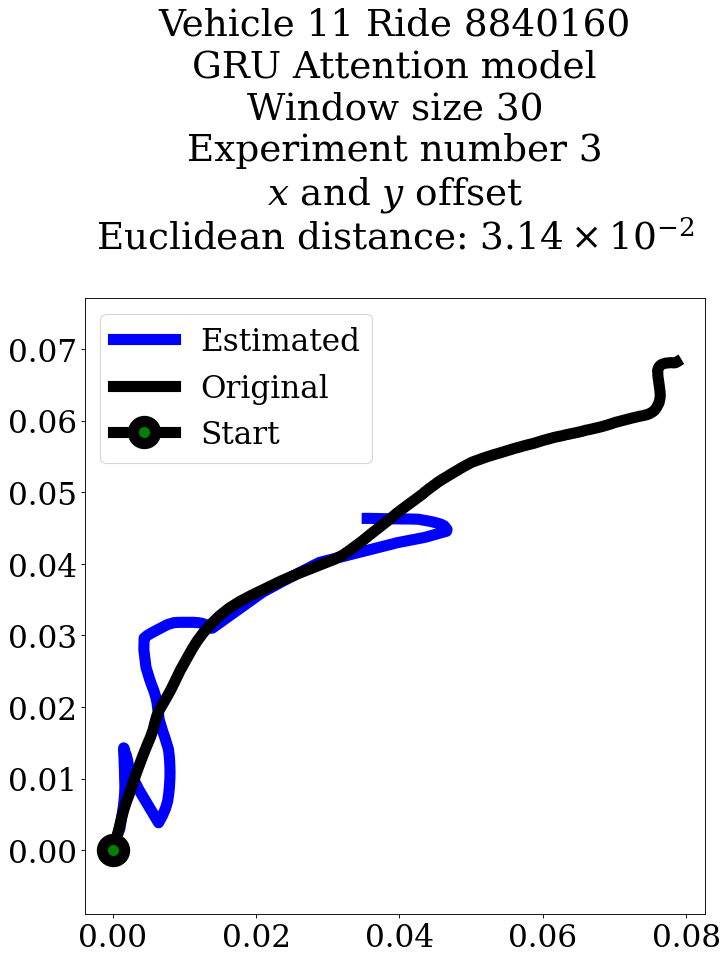 Vehicle 11 Ride 8840160
GRU Attention model
Window size 30
Experiment number 3
x and y offset
Euclidean distance: 3.14 × 10⁻²
Estimated
Original
Start
0.07
0.06
0.05
0.04
0.03
0.02
0.01
0.00
0.00 0.02 0.04 0.06 0.08